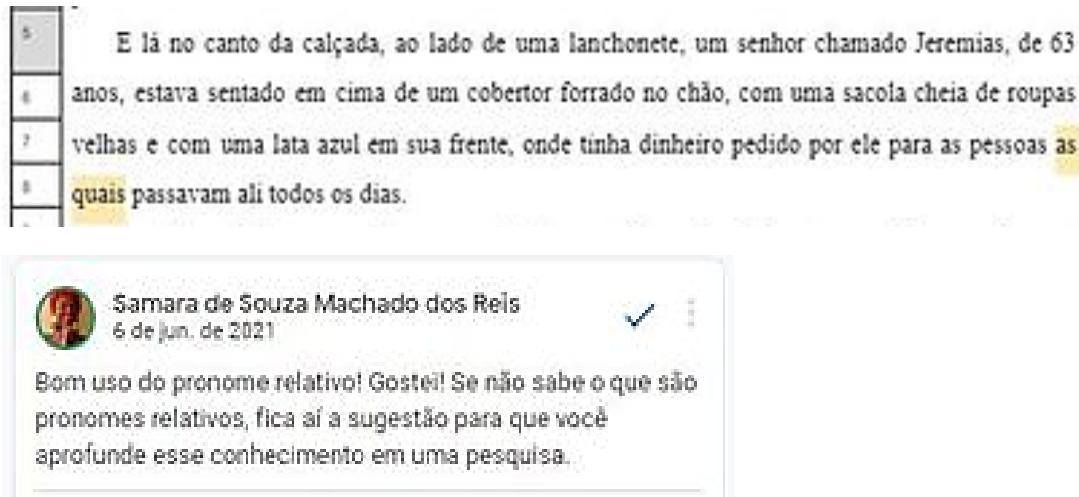 5 E lá no canto da calçada, ao lado de uma lanchonete, um senhor chamado Jeremias, de 63
6 anos, estava sentado em cima de um cobertor forrado no chão, com uma sacola cheia de roupas
7 velhas e com uma lata azul em sua frente, onde tinha dinheiro pedido por ele para as pessoas as
8 quais passavam ali todos os dias.
Samara de Souza Machado dos Reis
6 de jun. de 2021
Bom uso do pronome relativo! Gostei! Se não sabe o que são
pronomes relativos, fica aí a sugestão para que você
aprofunde esse conhecimento em uma pesquisa.